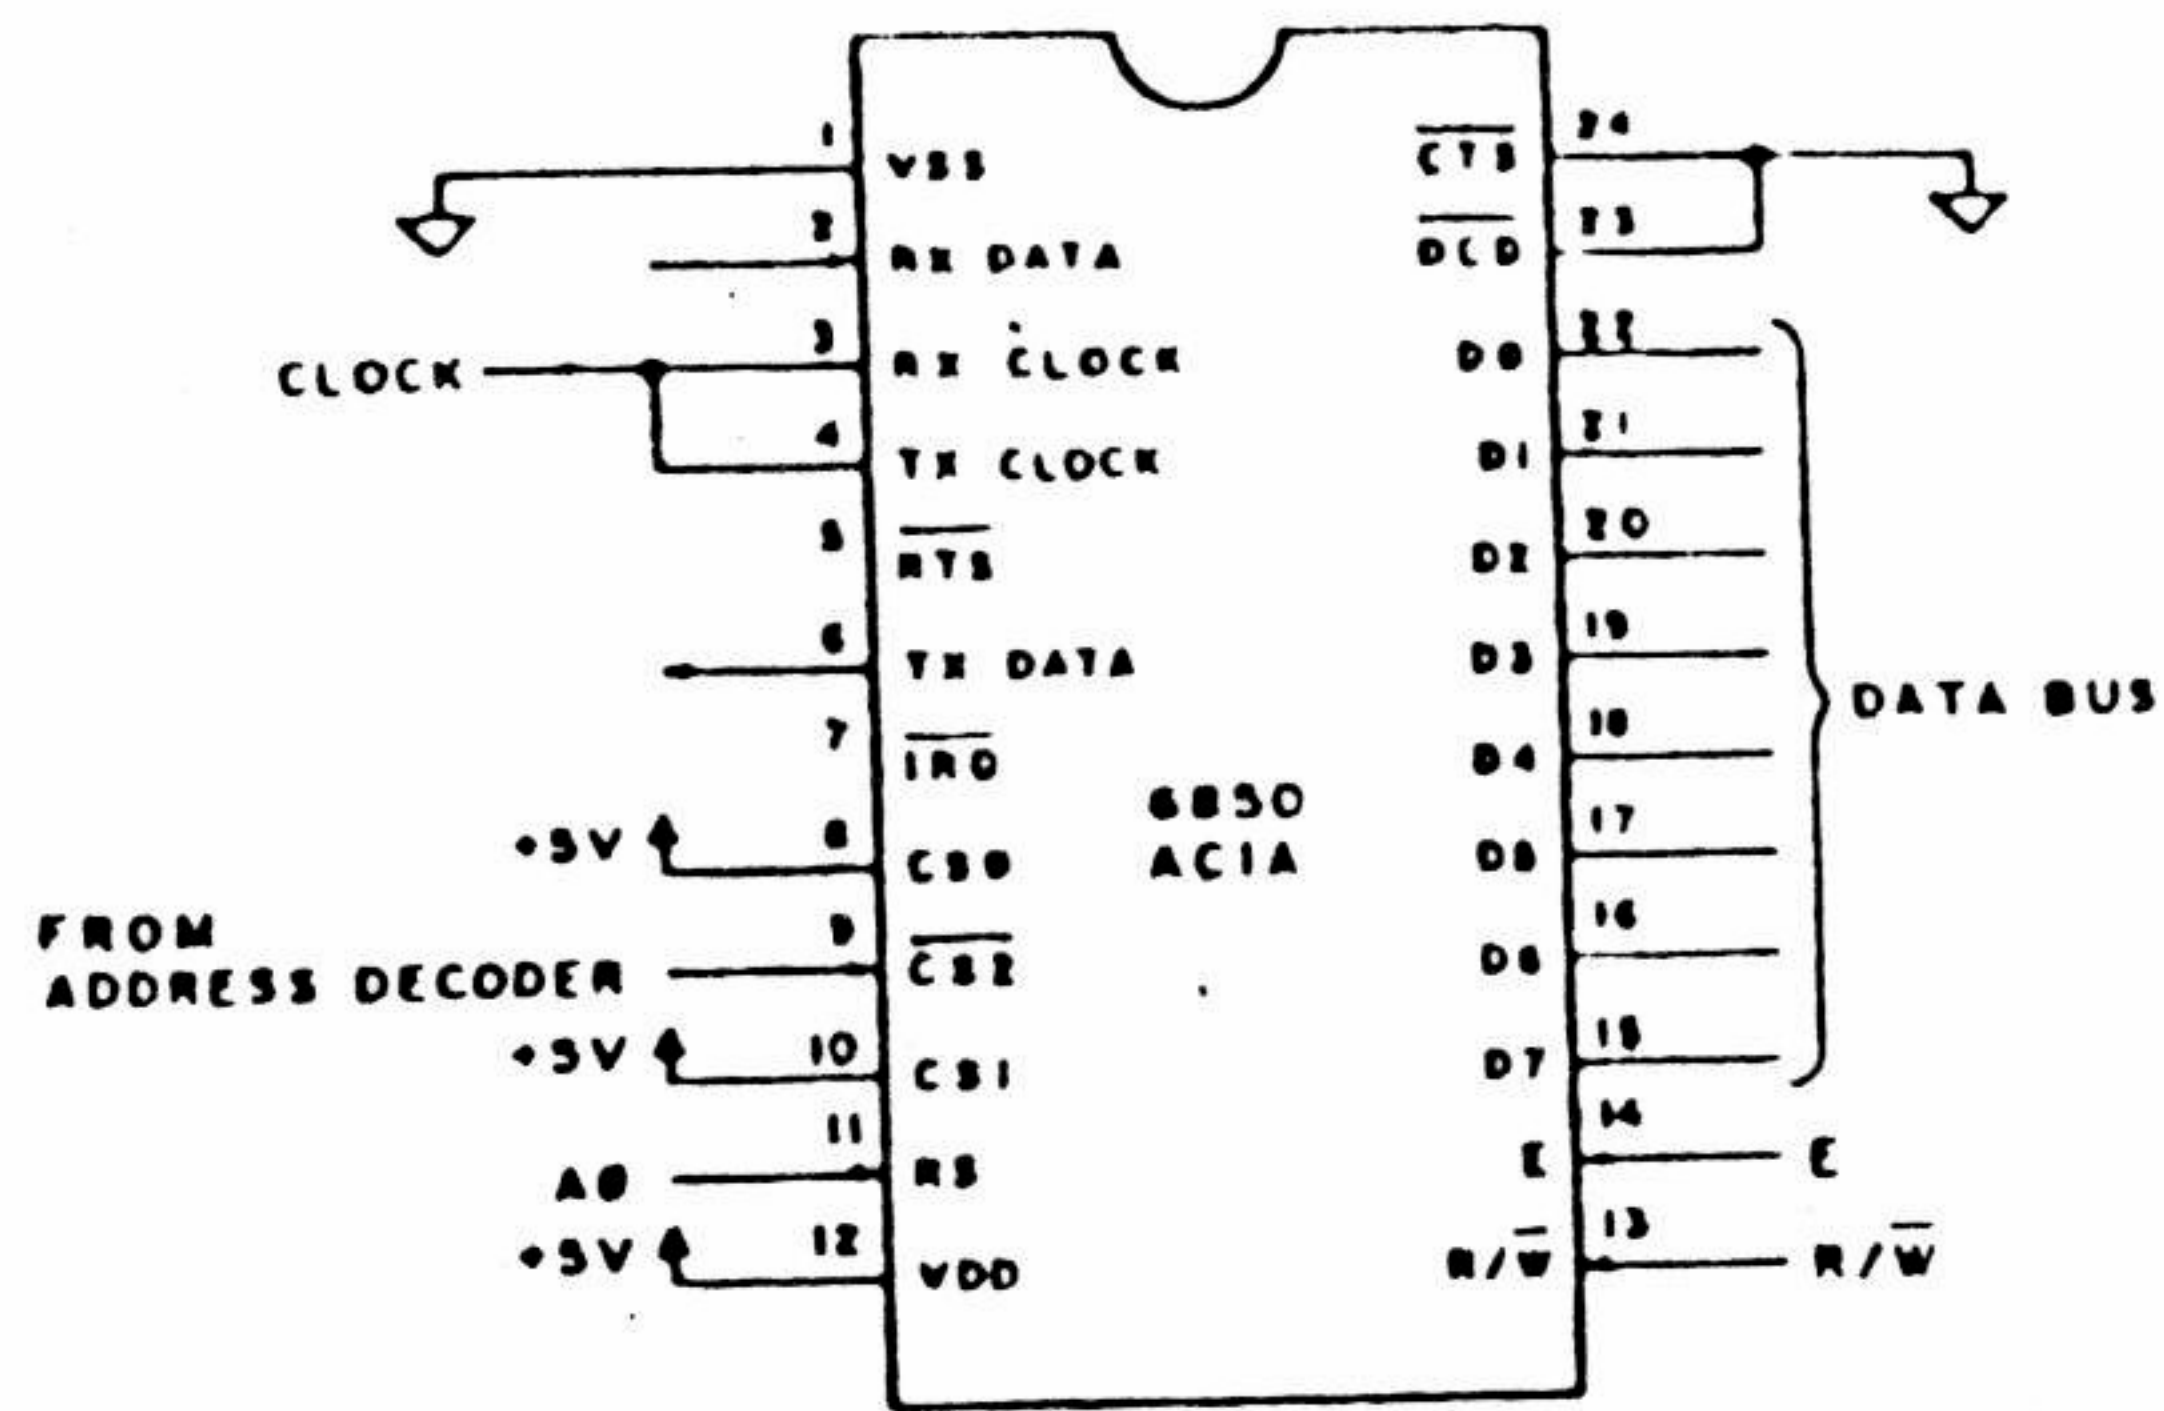 1
VSS
2
RX DATA
CLOCK
3
RX CLOCK
4
TX CLOCK
5
RTS
6
TX DATA
7
IRQ
+5V
8
CS0
FROM
ADDRESS DECODER
9
CS2
+5V
10
CS1
A0
11
RS
+5V
12
VDD
6850
ACIA
CTS
24
DCD
23
D0
22
D1
21
D2
20
D3
19
D4
18
D5
17
D6
16
D7
15
DATA BUS
E
14
E
R/W
13
R/W